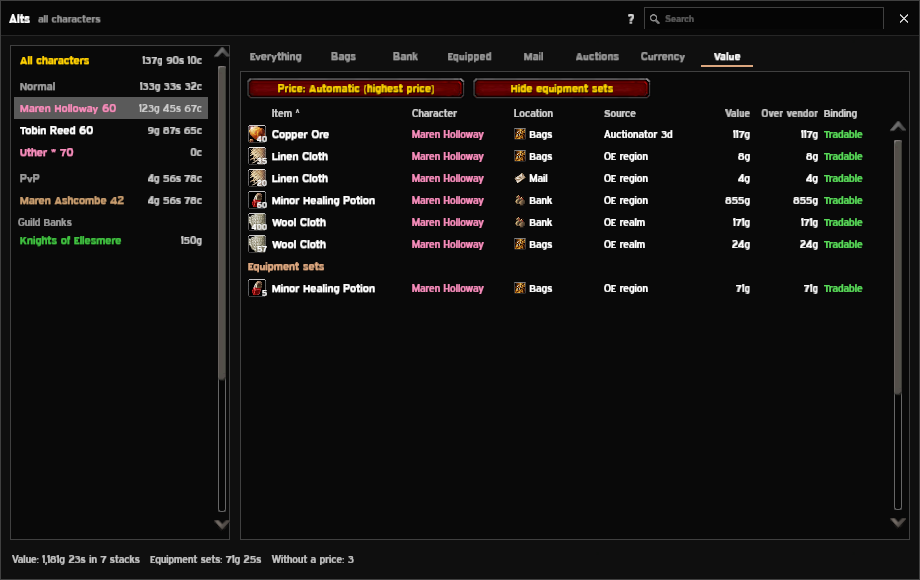 Alts all characters ? Search
All characters 137g 90s 10c
Normal 133g 33s 32c
Maren Holloway 60 123g 45s 67c
Tobin Reed 60 9g 87s 65c
Uther * 70 0c
PvP 4g 56s 78c
Maren Ashcombe 42 4g 56s 78c
Guild Banks
Knights of Ellesmere 150g
Everything Bags Bank Equipped Mail Auctions Currency Value
Price: Automatic (highest price) Hide equipment sets
Item ^ Character Location Source Value Over vendor Binding
40 Copper Ore Maren Holloway Bags Auctionator 3d 117g 117g Tradable
35 Linen Cloth Maren Holloway Bags OE region 8g 8g Tradable
20 Linen Cloth Maren Holloway Mail OE region 4g 4g Tradable
60 Minor Healing Potion Maren Holloway Bank OE region 855g 855g Tradable
400 Wool Cloth Maren Holloway Bank OE realm 171g 171g Tradable
57 Wool Cloth Maren Holloway Bags OE realm 24g 24g Tradable
Equipment sets
5 Minor Healing Potion Maren Holloway Bags OE region 71g 71g Tradable
Value: 1,181g 23s in 7 stacks Equipment sets: 71g 25s Without a price: 3